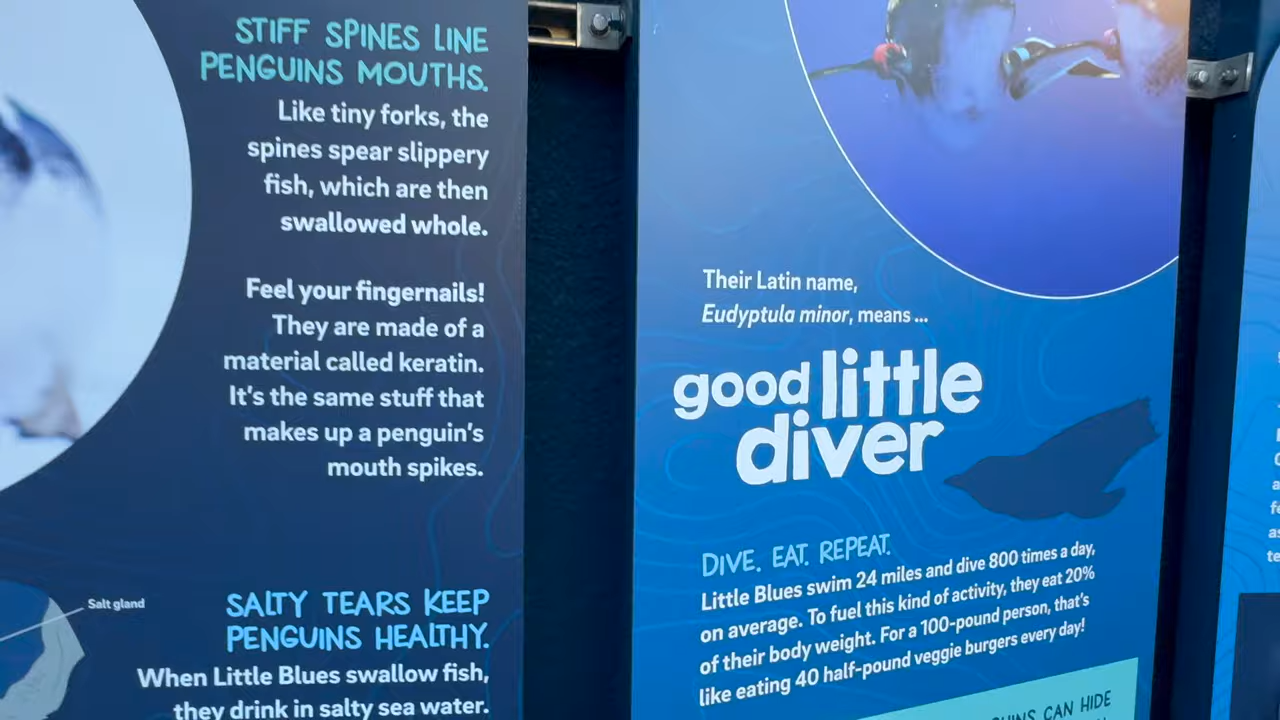 STIFF SPINES LINE
PENGUINS MOUTHS.
Like tiny forks, the
spines spear slippery
fish, which are then
swallowed whole.
Feel your fingernails!
They are made of a
material called keratin.
It's the same stuff that
makes up a penguin's
mouth spikes.
Salt gland
SALTY TEARS KEEP
PENGUINS HEALTHY.
When Little Blues swallow fish,
they drink in salty sea water.
Their Latin name,
Eudyptula minor, means ...
good little
diver
DIVE. EAT. REPEAT.
Little Blues swim 24 miles and dive 800 times a day,
on average. To fuel this kind of activity, they eat 20%
of their body weight. For a 100-pound person, that's
like eating 40 half-pound veggie burgers every day!
CAN HIDE